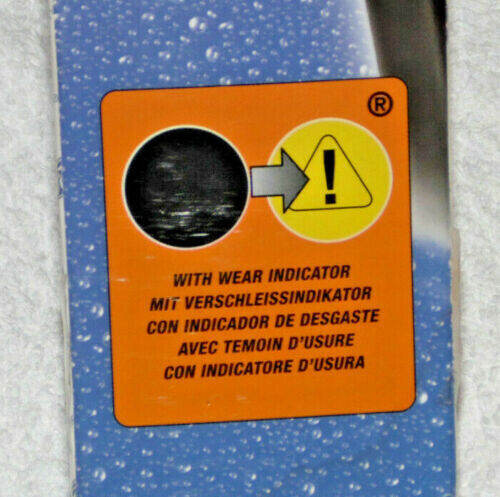 ®
!
WITH WEAR INDICATOR
MIT VERSCHLEISSINDIKATOR
CON INDICADOR DE DESGASTE
AVEC TEMOIN D'USURE
CON INDICATORE D'USURA